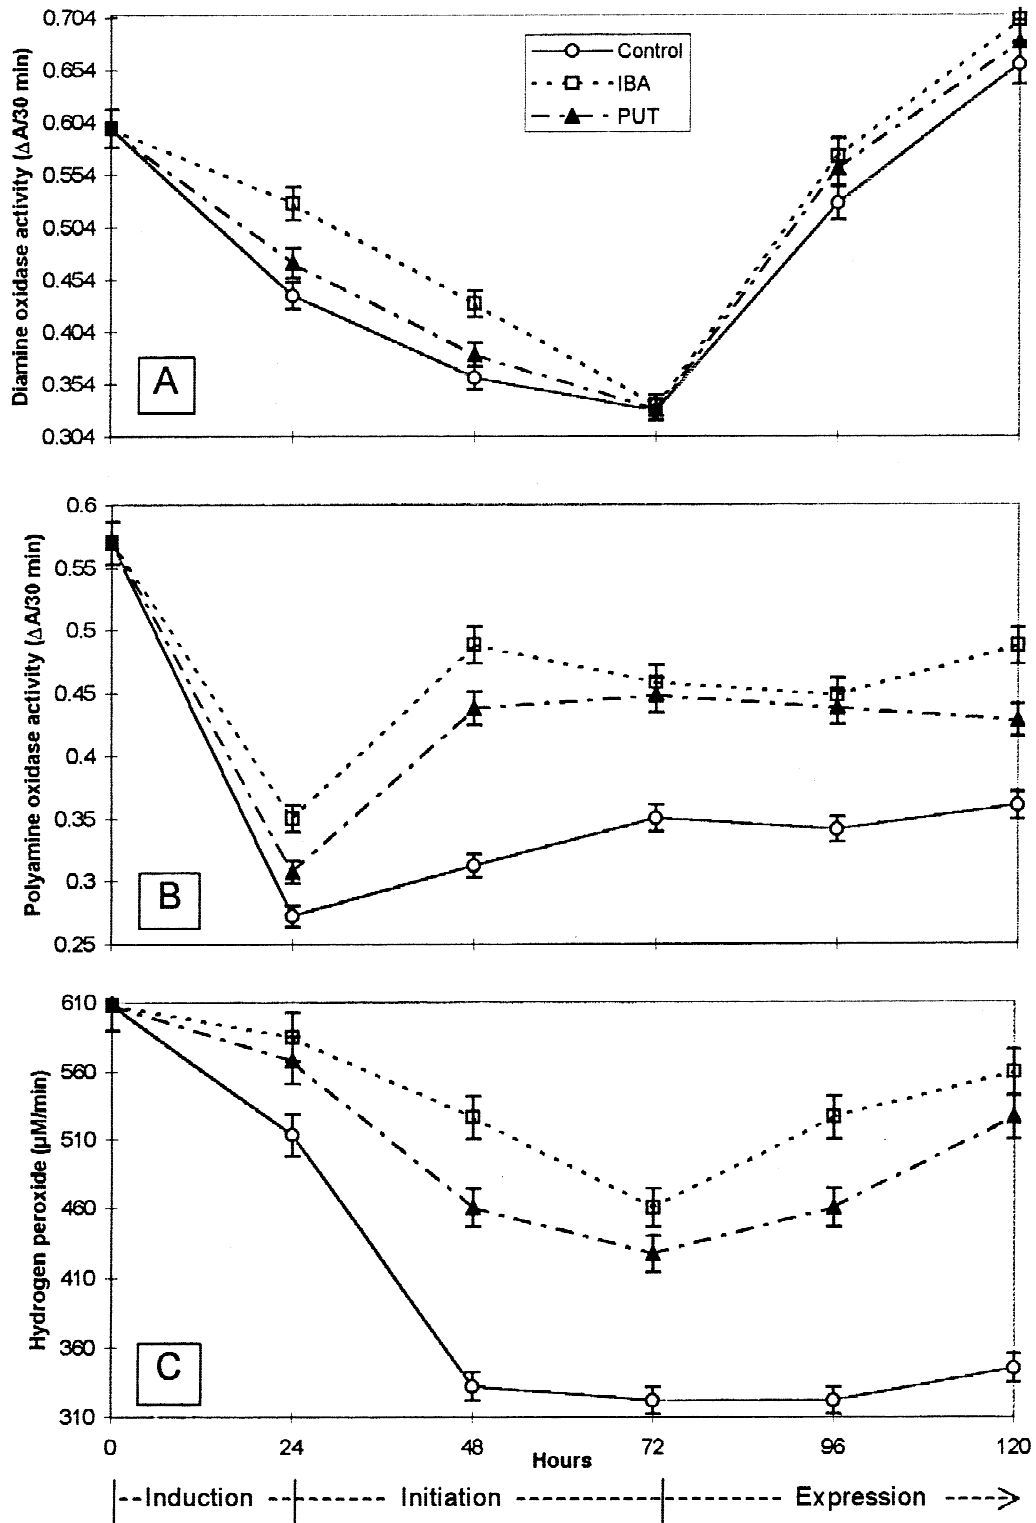 Diamine oxidase activity (ΔA/30 min)
0.704
0.654
0.604
0.554
0.504
0.454
0.404
0.354
0.304
Control
IBA
PUT
A
Polyamine oxidase activity (ΔA/30 min)
0.6
0.55
0.5
0.45
0.4
0.35
0.3
0.25
B
Hydrogen peroxide (µM/min)
610
560
510
460
410
360
310
C
0 24 48 72 96 120
Hours
Induction Initiation Expression